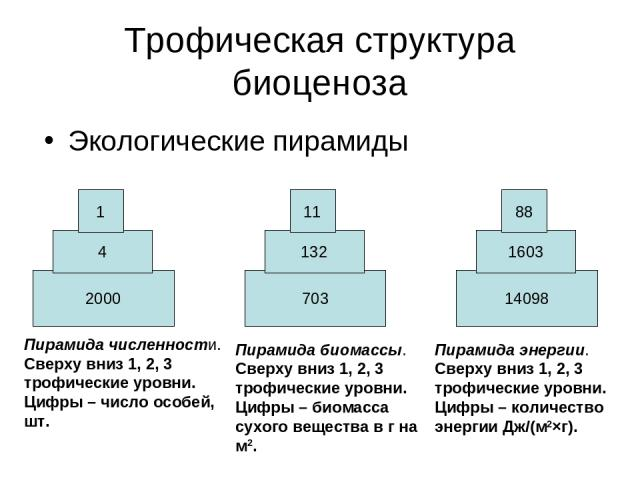 Трофическая структура
биоценоза
• Экологические пирамиды
1
4
2000
11
132
703
88
1603
14098
Пирамида численности.
Сверху вниз 1, 2, 3
трофические уровни.
Цифры – число особей,
шт.
Пирамида биомассы.
Сверху вниз 1, 2, 3
трофические уровни.
Цифры – биомасса
сухого вещества в г на
м².
Пирамида энергии.
Сверху вниз 1, 2, 3
трофические уровни.
Цифры – количество
энергии Дж/(м²×г).